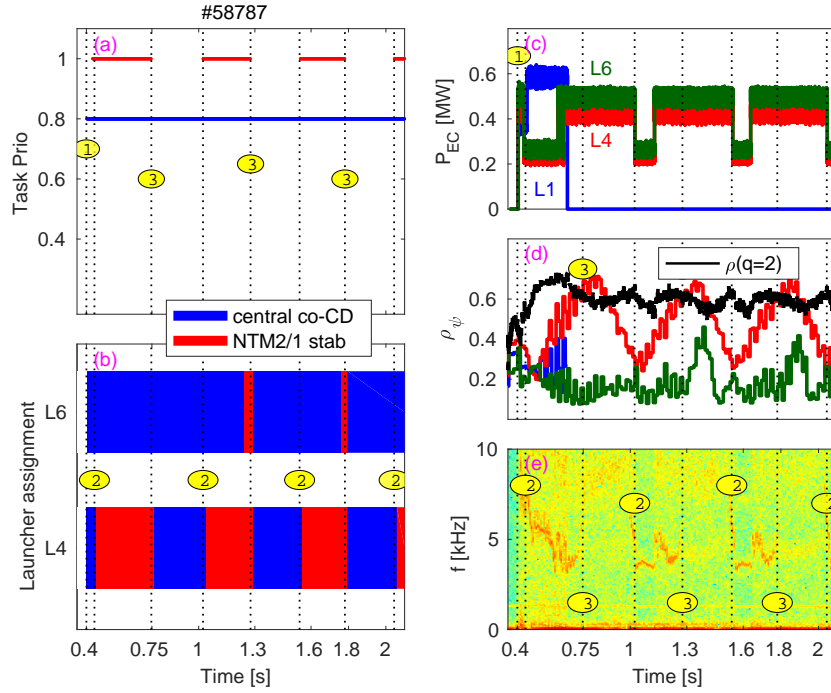 #58787
(a)
1
0.8
0.6
0.4
Task Prio
1
3
3
3
central co-CD
NTM2/1 stab
(b)
L6
L4
Launcher assignment
2
2
2
2
0.4
0.75
1
1.3
1.6
1.8
2
Time [s]
(c)
1
0.6
0.4
0.2
0
P_EC [MW]
L6
L4
L1
(d)
3
ρ(q=2)
0.6
0.4
0.2
ρ_ψ
(e)
10
5
0
f [kHz]
2
2
2
2
3
3
3
0.4
0.75
1
1.3
1.6
1.8
2
Time [s]